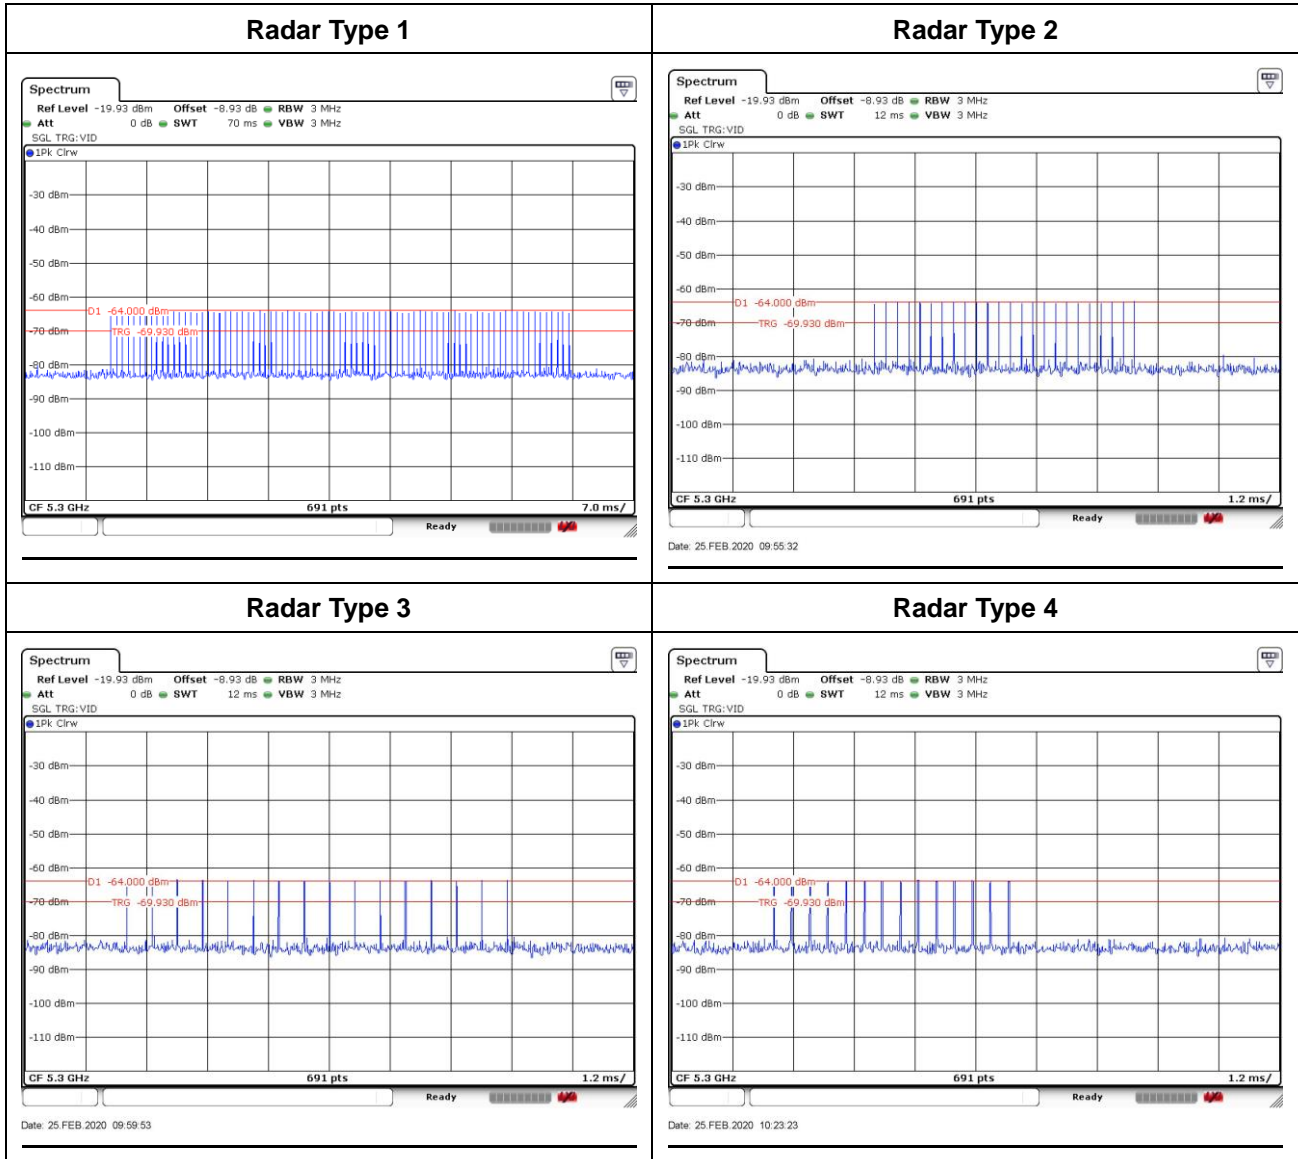 Radar Type 1
Radar Type 2
Spectrum
Ref Level -19.93 dBm Offset -8.93 dB RBW 3 MHz
Att 0 dB SWT 70 ms VBW 3 MHz
SGL TRG:VID
1Pk Clrw
-30 dBm
-40 dBm
-50 dBm
-60 dBm
D1 -64.000 dBm
-70 dBm
TRG -69.930 dBm
-80 dBm
-90 dBm
-100 dBm
-110 dBm
CF 5.3 GHz 691 pts 7.0 ms/
Ready
Spectrum
Ref Level -19.93 dBm Offset -8.93 dB RBW 3 MHz
Att 0 dB SWT 12 ms VBW 3 MHz
SGL TRG:VID
1Pk Clrw
-30 dBm
-40 dBm
-50 dBm
-60 dBm
D1 -64.000 dBm
-70 dBm
TRG -69.930 dBm
-80 dBm
-90 dBm
-100 dBm
-110 dBm
CF 5.3 GHz 691 pts 1.2 ms/
Ready
Date: 25.FEB.2020 09:55:32
Radar Type 3
Radar Type 4
Spectrum
Ref Level -19.93 dBm Offset -8.93 dB RBW 3 MHz
Att 0 dB SWT 12 ms VBW 3 MHz
SGL TRG:VID
1Pk Clrw
-30 dBm
-40 dBm
-50 dBm
-60 dBm
D1 -64.000 dBm
-70 dBm
TRG -69.930 dBm
-80 dBm
-90 dBm
-100 dBm
-110 dBm
CF 5.3 GHz 691 pts 1.2 ms/
Ready
Date: 25.FEB.2020 09:59:53
Spectrum
Ref Level -19.93 dBm Offset -8.93 dB RBW 3 MHz
Att 0 dB SWT 12 ms VBW 3 MHz
SGL TRG:VID
1Pk Clrw
-30 dBm
-40 dBm
-50 dBm
-60 dBm
D1 -64.000 dBm
-70 dBm
TRG -69.930 dBm
-80 dBm
-90 dBm
-100 dBm
-110 dBm
CF 5.3 GHz 691 pts 1.2 ms/
Ready
Date: 25.FEB.2020 10:23:23